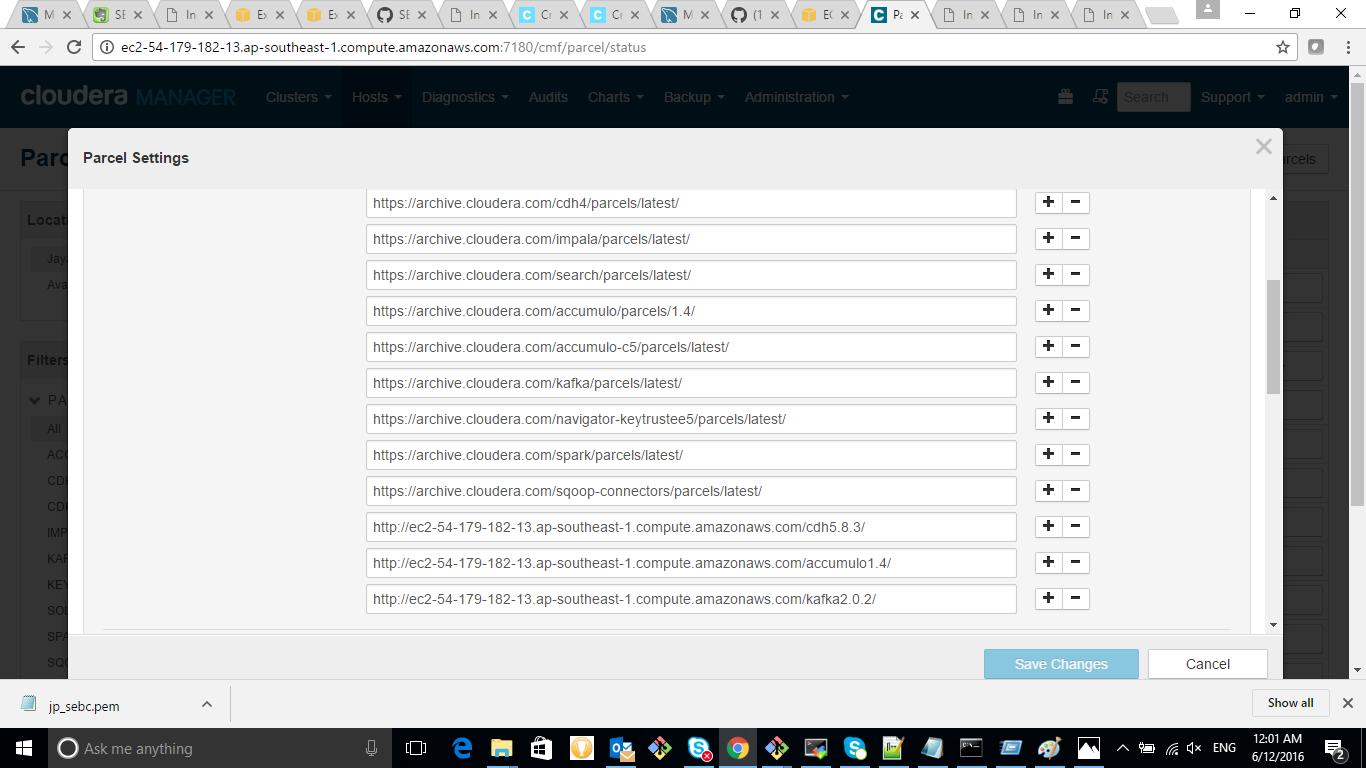 M
SE
In
Ex
Ex
SE
In
Cr
Cr
M
(1
EC
Pa
In
In
In
ec2-54-179-182-13.ap-southeast-1.compute.amazonaws.com:7180/cmf/parcel/status
cloudera MANAGER Clusters Hosts Diagnostics Audits Charts Backup Administration Search Support admin
Parc
arcels
Parcel Settings
Locat
Jay
Ava
Filters
PA
All
ACC
CDH
CDH
IMP
KAF
KEY
SOL
SPA
SQO
https://archive.cloudera.com/cdh4/parcels/latest/
https://archive.cloudera.com/impala/parcels/latest/
https://archive.cloudera.com/search/parcels/latest/
https://archive.cloudera.com/accumulo/parcels/1.4/
https://archive.cloudera.com/accumulo-c5/parcels/latest/
https://archive.cloudera.com/kafka/parcels/latest/
https://archive.cloudera.com/navigator-keytrustee5/parcels/latest/
https://archive.cloudera.com/spark/parcels/latest/
https://archive.cloudera.com/sqoop-connectors/parcels/latest/
http://ec2-54-179-182-13.ap-southeast-1.compute.amazonaws.com/cdh5.8.3/
http://ec2-54-179-182-13.ap-southeast-1.compute.amazonaws.com/accumulo1.4/
http://ec2-54-179-182-13.ap-southeast-1.compute.amazonaws.com/kafka2.0.2/
Save Changes Cancel
jp_sebc.pem
Show all
Ask me anything
ENG
12:01 AM
6/12/2016
2